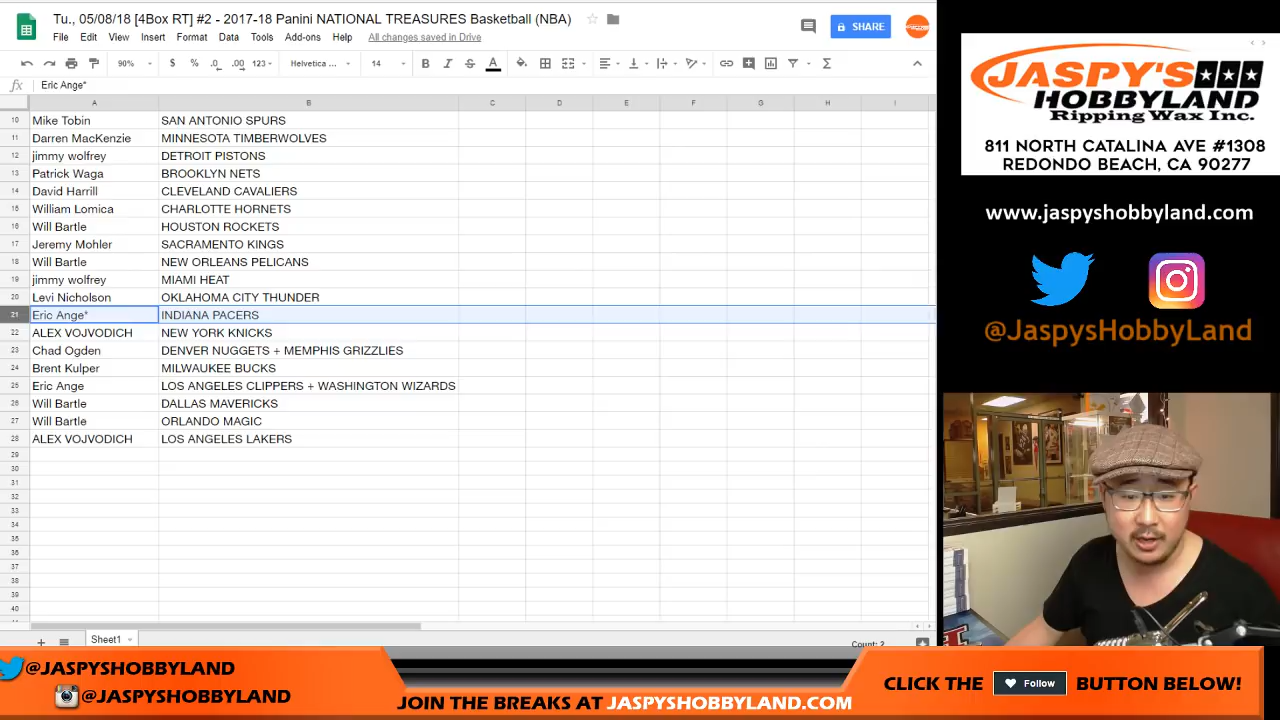 Tu., 05/08/18 [4Box RT] #2 - 2017-18 Panini NATIONAL TREASURES Basketball (NBA)
File Edit View Insert Format Data Tools Add-ons Help All changes saved in Drive
SHARE
90% $ % .0 .00 123 Helvetica ... 14
fx Eric Ange*
A B C D E F G H I
10 Mike Tobin SAN ANTONIO SPURS
11 Darren MacKenzie MINNESOTA TIMBERWOLVES
12 jimmy wolfrey DETROIT PISTONS
13 Patrick Waga BROOKLYN NETS
14 David Harrill CLEVELAND CAVALIERS
15 William Lomica CHARLOTTE HORNETS
16 Will Bartle HOUSTON ROCKETS
17 Jeremy Mohler SACRAMENTO KINGS
18 Will Bartle NEW ORLEANS PELICANS
19 jimmy wolfrey MIAMI HEAT
20 Levi Nicholson OKLAHOMA CITY THUNDER
21 Eric Ange* INDIANA PACERS
22 ALEX VOJVODICH NEW YORK KNICKS
23 Chad Ogden DENVER NUGGETS + MEMPHIS GRIZZLIES
24 Brent Kulper MILWAUKEE BUCKS
25 Eric Ange LOS ANGELES CLIPPERS + WASHINGTON WIZARDS
26 Will Bartle DALLAS MAVERICKS
27 Will Bartle ORLANDO MAGIC
28 ALEX VOJVODICH LOS ANGELES LAKERS
29
30
31
32
33
34
35
36
37
38
39
40
Sheet1
Count: 2
JASPY'S
HOBBYLAND
Ripping Wax Inc.
811 NORTH CATALINA AVE #1308
REDONDO BEACH, CA 90277
www.jaspyshobbyland.com
@JaspysHobbyLand
@JASPYSHOBBYLAND
@JASPYSHOBBYLAND
JOIN THE BREAKS AT JASPYSHOBBYLAND.COM
CLICK THE Follow BUTTON BELOW!